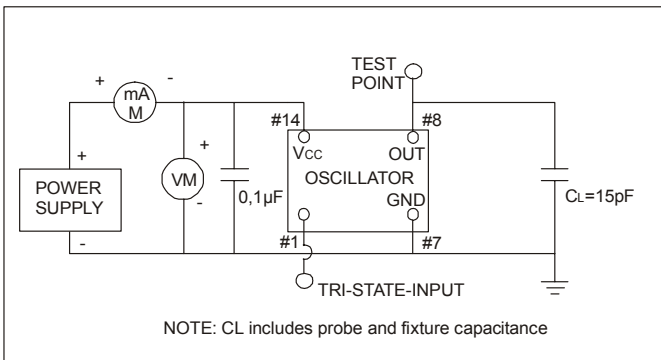 TEST
POINT
+ -
mA
M
#14 #8
+
+
VCC OUT
OSCILLATOR
POWER
SUPPLY
VM
0,1µF
CL=15pF
GND
-
-
#1 #7
TRI-STATE-INPUT
NOTE: CL includes probe and fixture capacitance